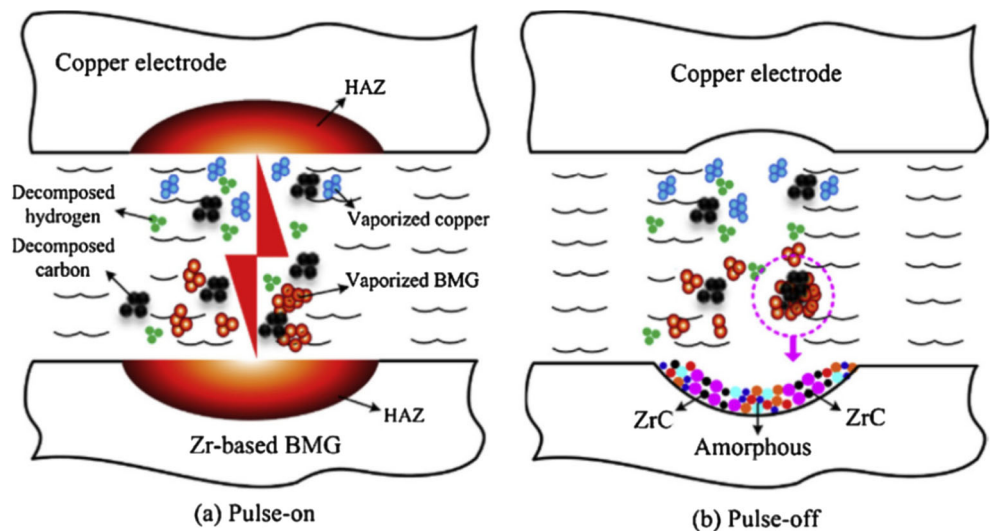 Copper electrode
HAZ
Decomposed
hydrogen
Vaporized copper
Decomposed
carbon
Vaporized BMG
HAZ
Zr-based BMG
(a) Pulse-on
Copper electrode
ZrC
ZrC
Amorphous
(b) Pulse-off